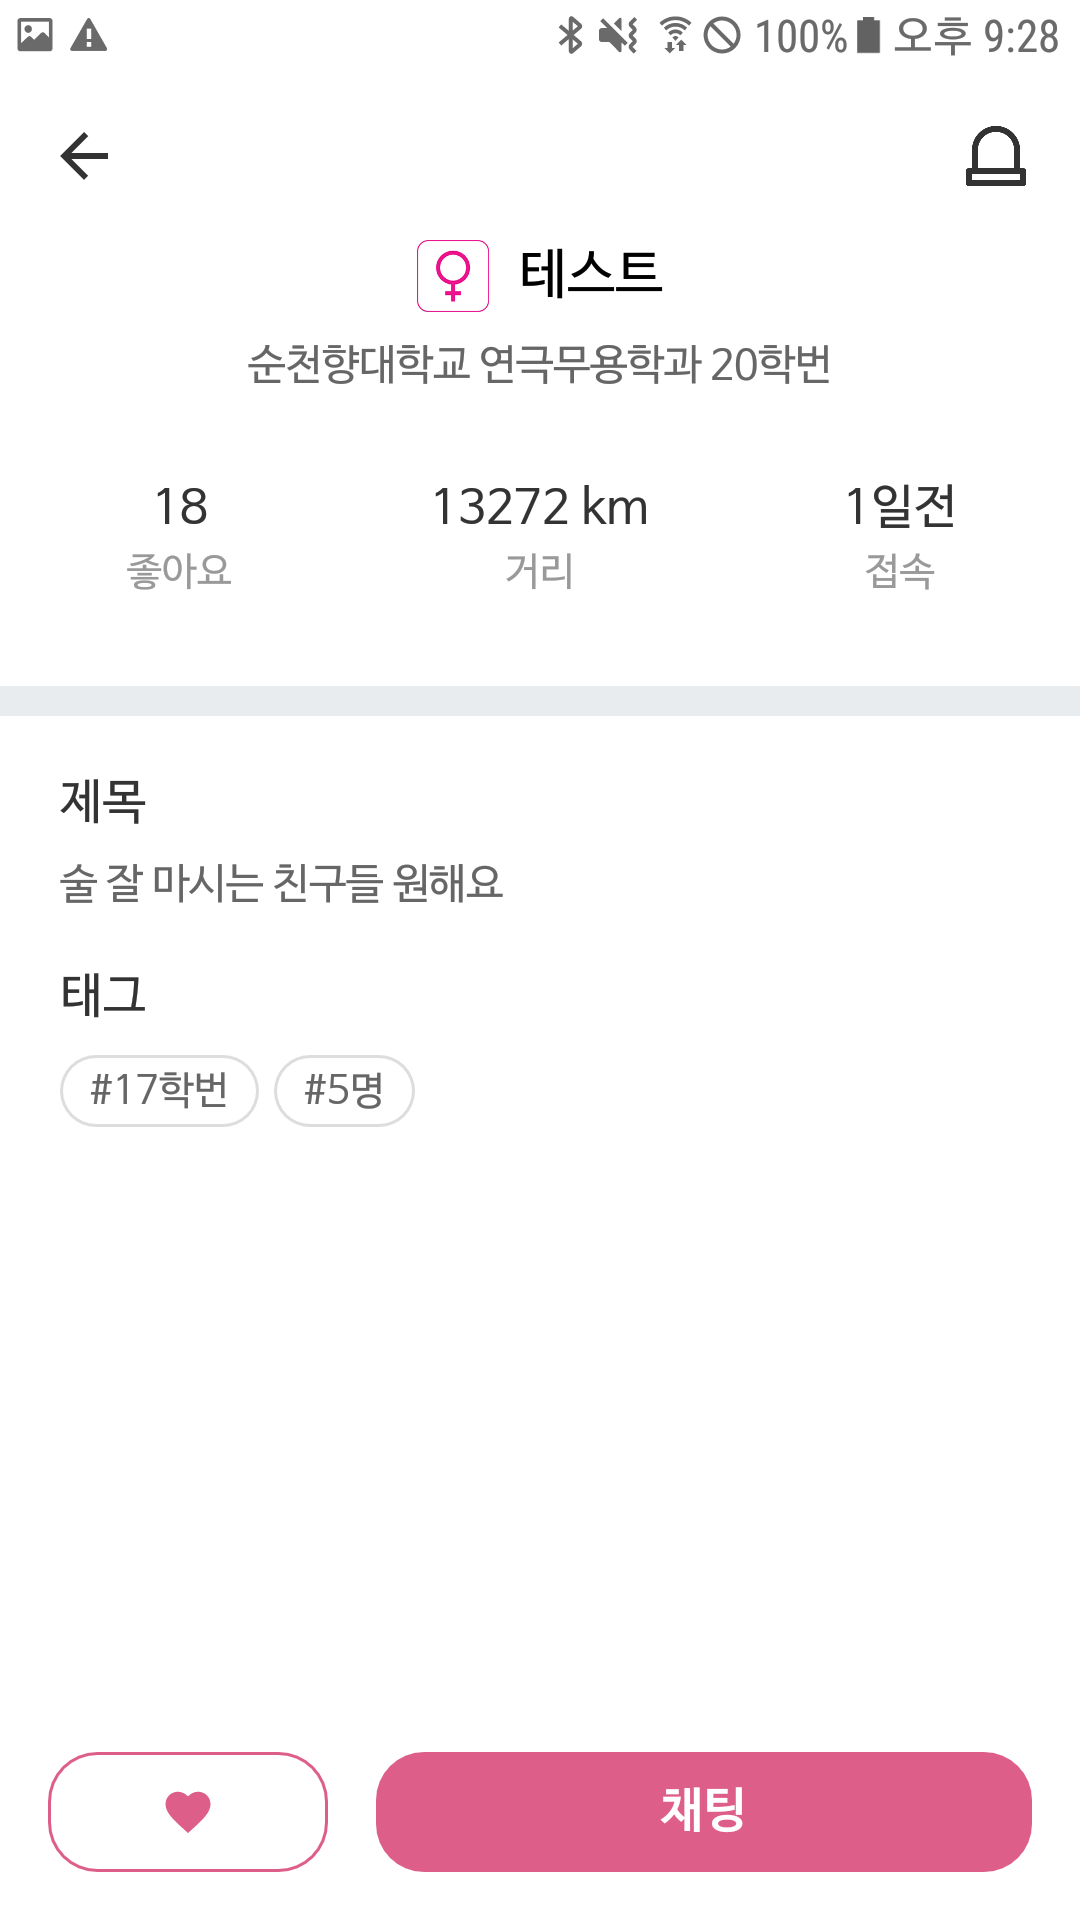 100% 오후 9:28
테스트
순천향대학교 연극무용학과 20학번
18 13272 km 1일전
좋아요 거리 접속
제목
술 잘 마시는 친구들 원해요
태그
#17학번 #5명
채팅